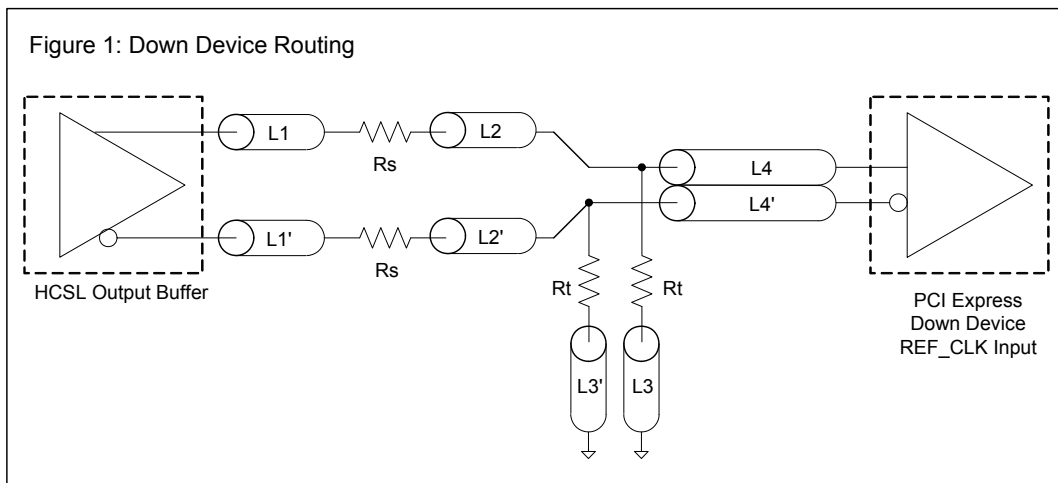 Figure 1: Down Device Routing
L1
Rs
L2
L4
L4'
L1'
Rs
L2'
HCSL Output Buffer
Rt
Rt
L3'
L3
PCI Express
Down Device
REF_CLK Input